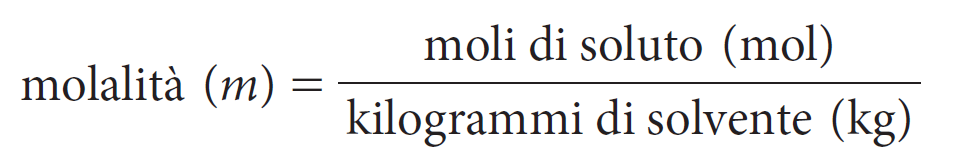 molalità (m) = moli di soluto (mol)
kilogrammi di solvente (kg)